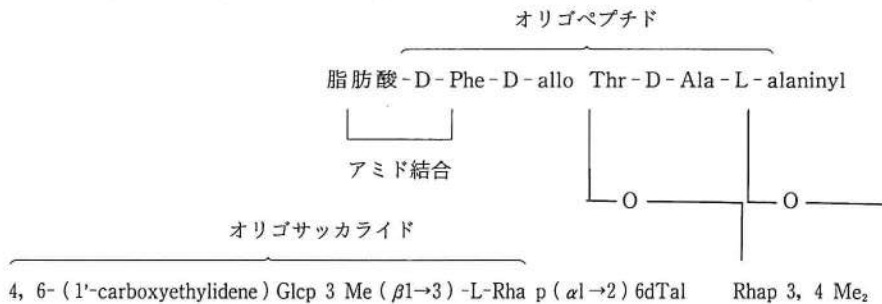 オリゴペプチド
脂肪酸-D-Phe-D-allo Thr-D-Ala-L-alaninyl
アミド結合
O O
オリゴサッカライド
4, 6-(1'-carboxyethylidene) Glcp 3 Me (β1→3) -L-Rha p (α1→2) 6dTal Rhap 3, 4 Me₂